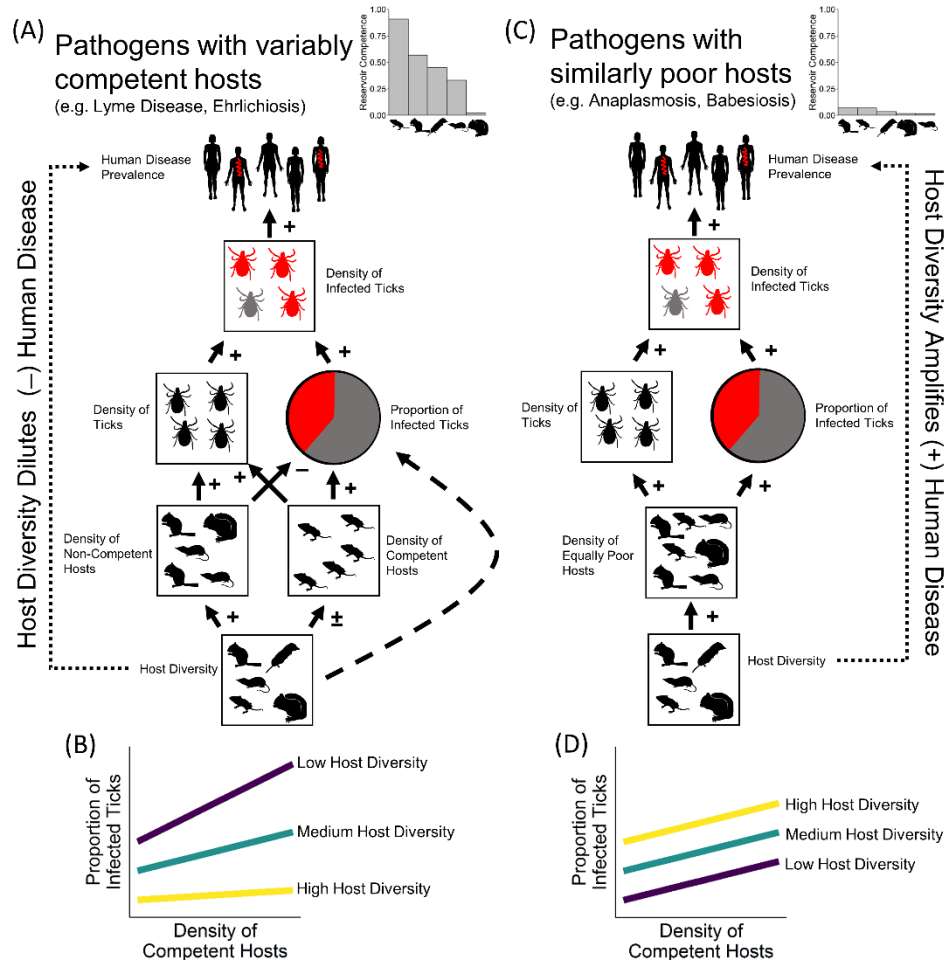 (A)
Pathogens with variably
competent hosts
(e.g. Lyme Disease, Ehrlichiosis)
Reservoir Competence
1.00
0.75
0.50
0.25
0.00
Human Disease
Prevalence
+
Density of
Infected Ticks
+
+
Density of
Ticks
Proportion of
Infected Ticks
+
+
–
+
Density of
Non-Competent
Hosts
Density of
Competent
Hosts
+
±
Host Diversity
Host Diversity Dilutes (–) Human Disease
(B)
Proportion of
Infected Ticks
Low Host Diversity
Medium Host Diversity
High Host Diversity
Density of
Competent Hosts
(C)
Pathogens with
similarly poor hosts
(e.g. Anaplasmosis, Babesiosis)
Reservoir Competence
1.00
0.75
0.50
0.25
0.00
Human Disease
Prevalence
+
Density of
Infected Ticks
+
+
Density of
Ticks
Proportion of
Infected Ticks
+
+
Density of
Equally Poor
Hosts
+
Host Diversity
Host Diversity Amplifies (+) Human Disease
(D)
Proportion of
Infected Ticks
High Host Diversity
Medium Host Diversity
Low Host Diversity
Density of
Competent Hosts